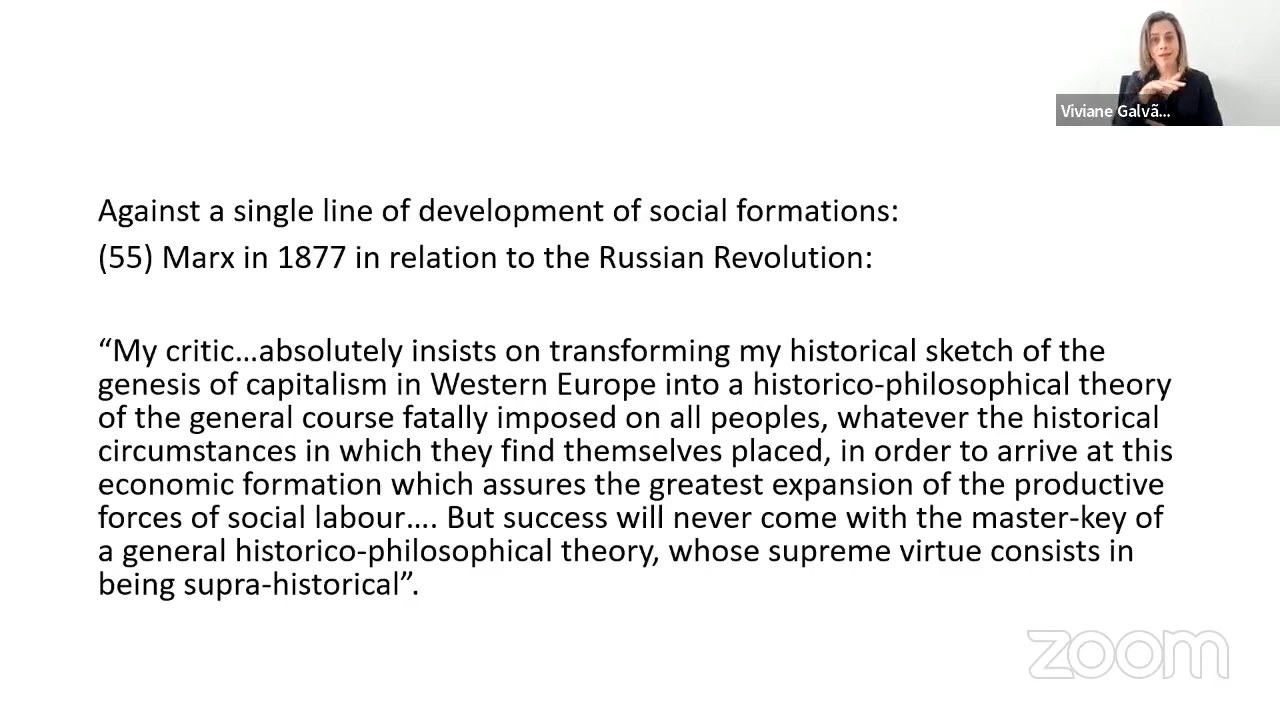 Viviane Galvã...
Against a single line of development of social formations:
(55) Marx in 1877 in relation to the Russian Revolution:
“My critic…absolutely insists on transforming my historical sketch of the
genesis of capitalism in Western Europe into a historico-philosophical theory
of the general course fatally imposed on all peoples, whatever the historical
circumstances in which they find themselves placed, in order to arrive at this
economic formation which assures the greatest expansion of the productive
forces of social labour…. But success will never come with the master-key of
a general historico-philosophical theory, whose supreme virtue consists in
being supra-historical”.
zoom